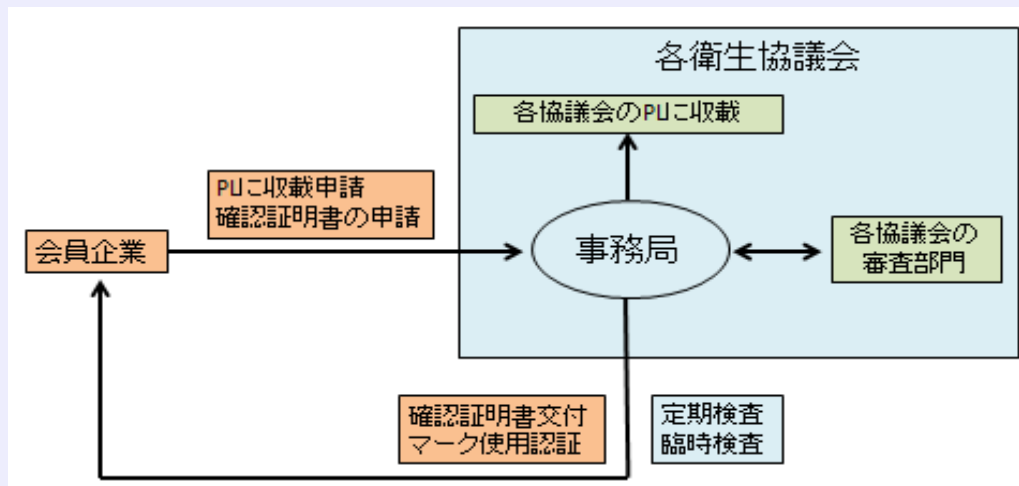 各衛生協議会
各協議会のPLに収載
PLに収載申請
確認証明書の申請
会員企業
事務局
各協議会の
審査部門
確認証明書交付
マーク使用認証
定期検査
臨時検査